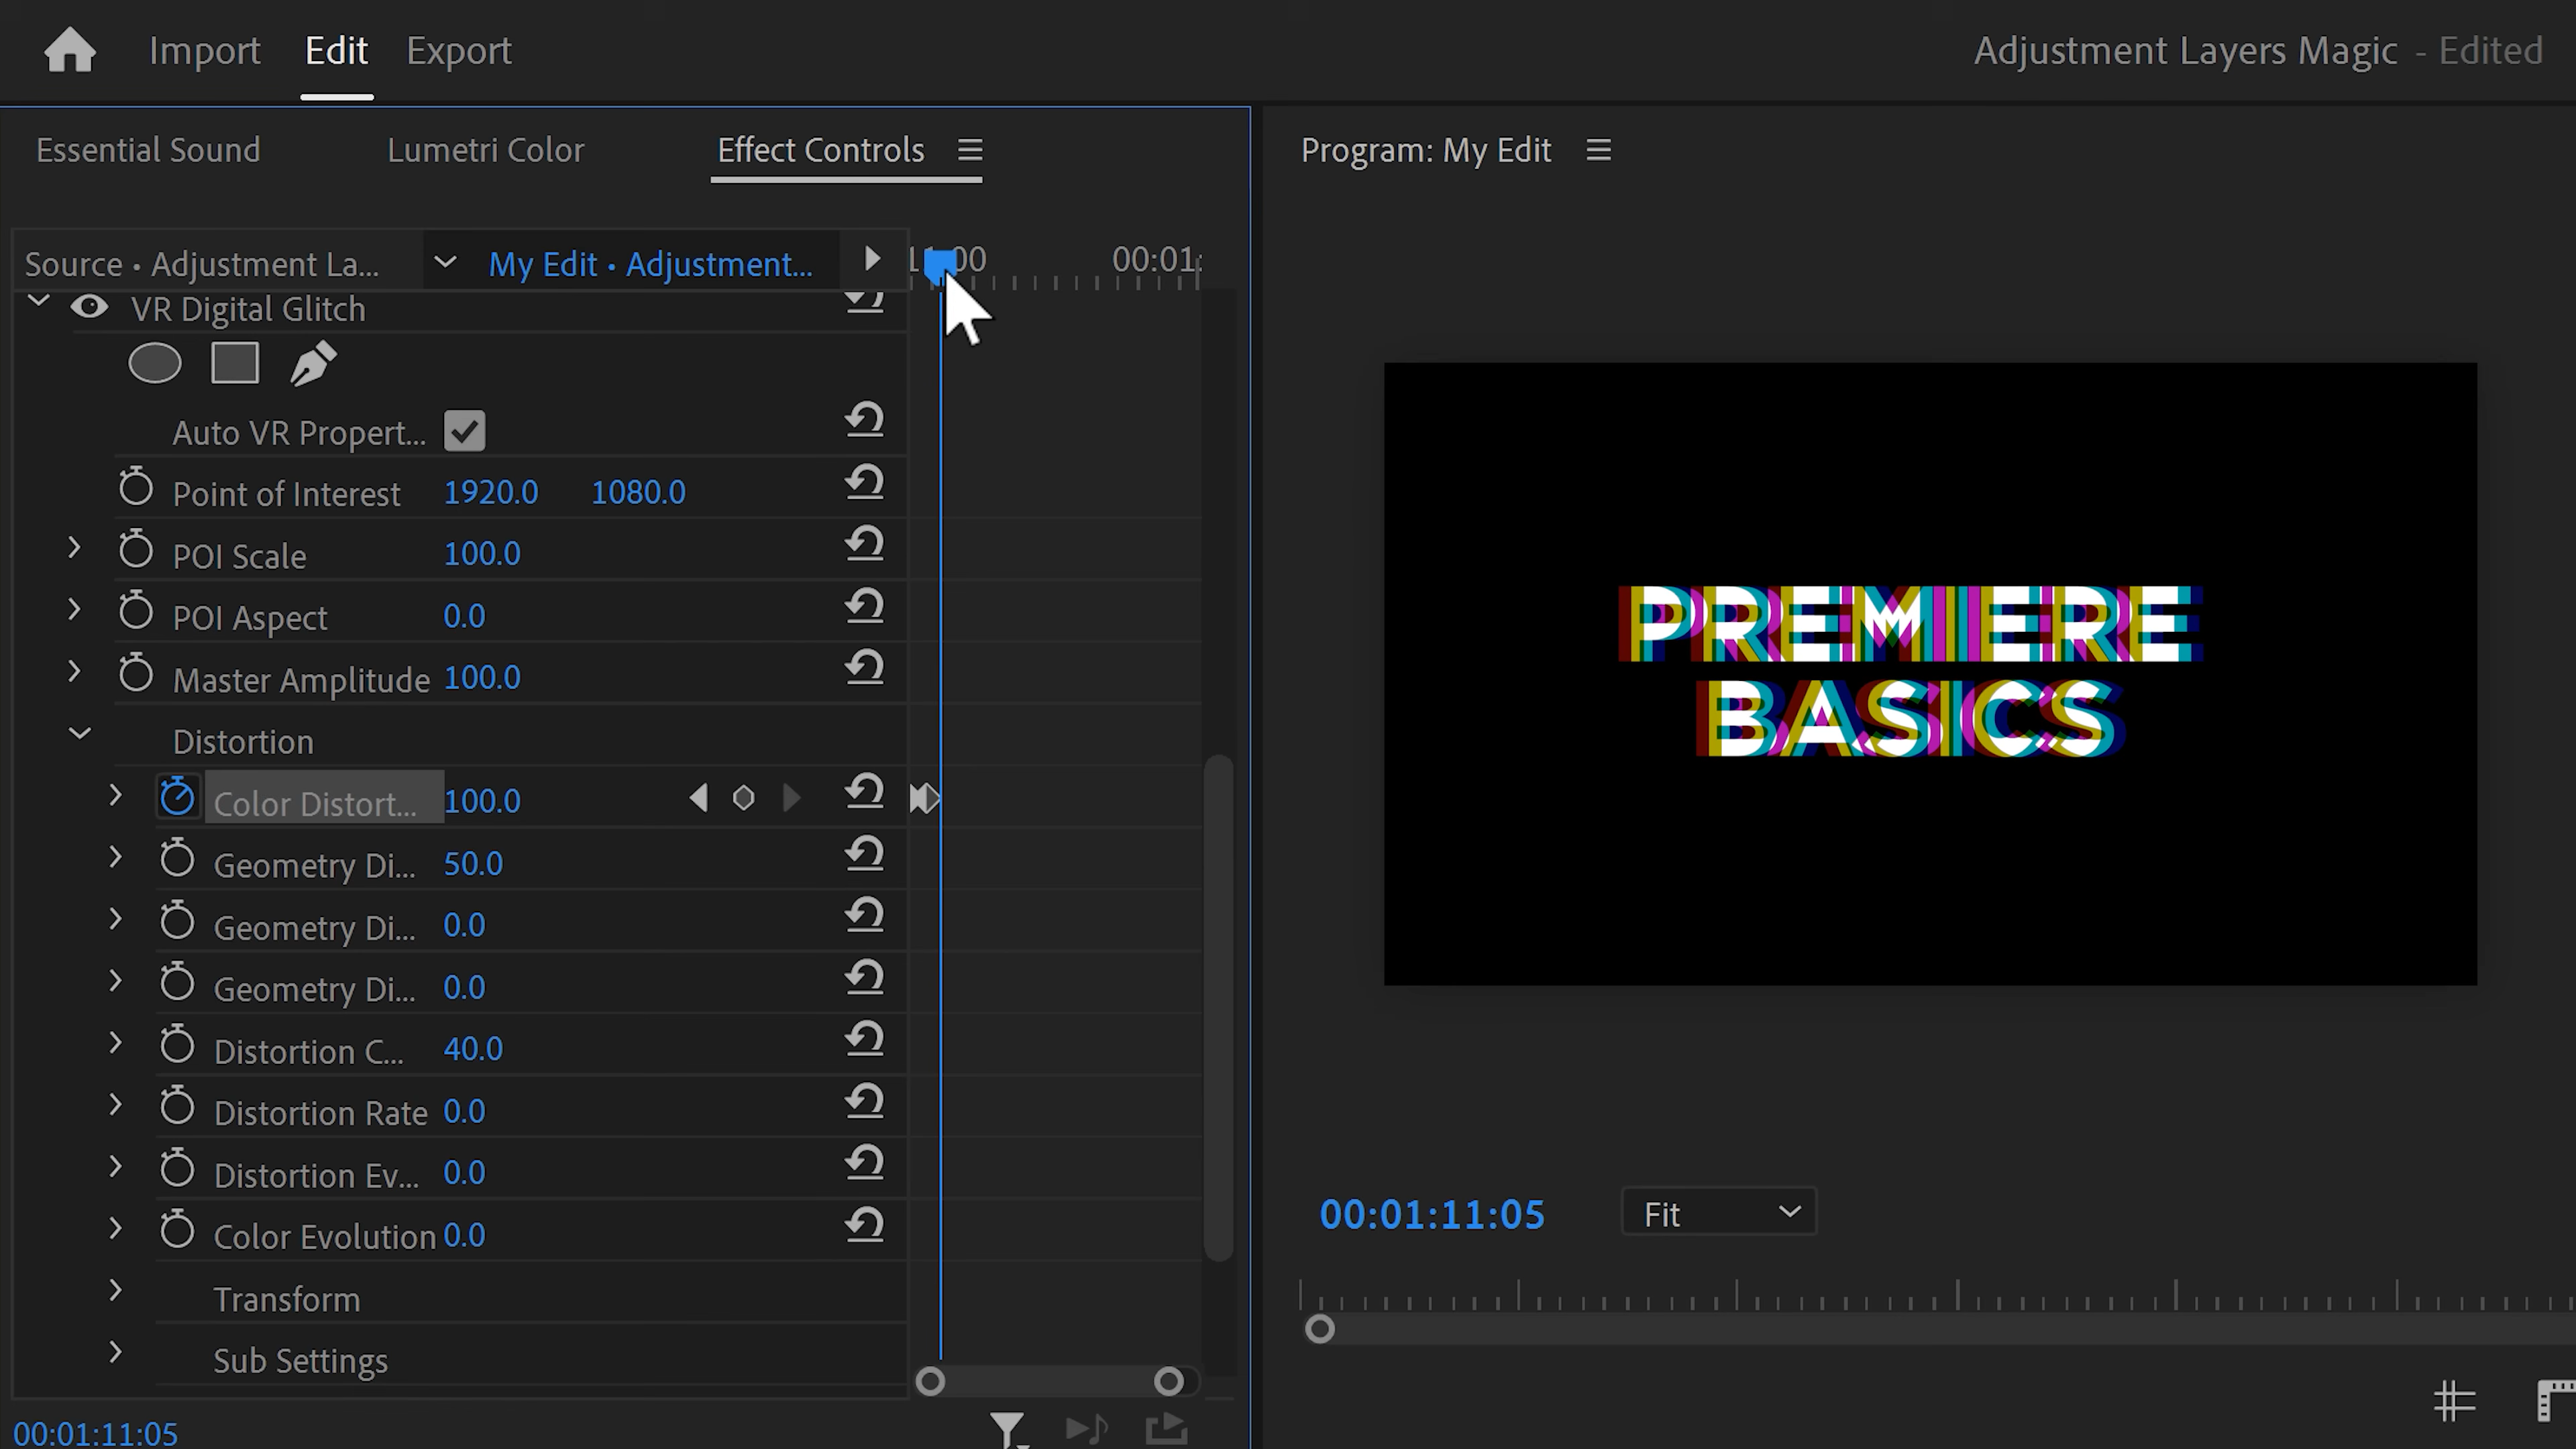 Import Edit Export
Adjustment Layers Magic - Edited
Essential Sound Lumetri Color Effect Controls
Program: My Edit
Source • Adjustment La... My Edit • Adjustment...
00:01:
VR Digital Glitch
Auto VR Propert...
Point of Interest 1920.0 1080.0
POI Scale 100.0
POI Aspect 0.0
Master Amplitude 100.0
Distortion
Color Distort... 100.0
Geometry Di... 50.0
Geometry Di... 0.0
Geometry Di... 0.0
Distortion C... 40.0
Distortion Rate 0.0
Distortion Ev... 0.0
Color Evolution 0.0
Transform
Sub Settings
00:01:11:05
PREMIERE
BASICS
00:01:11:05 Fit